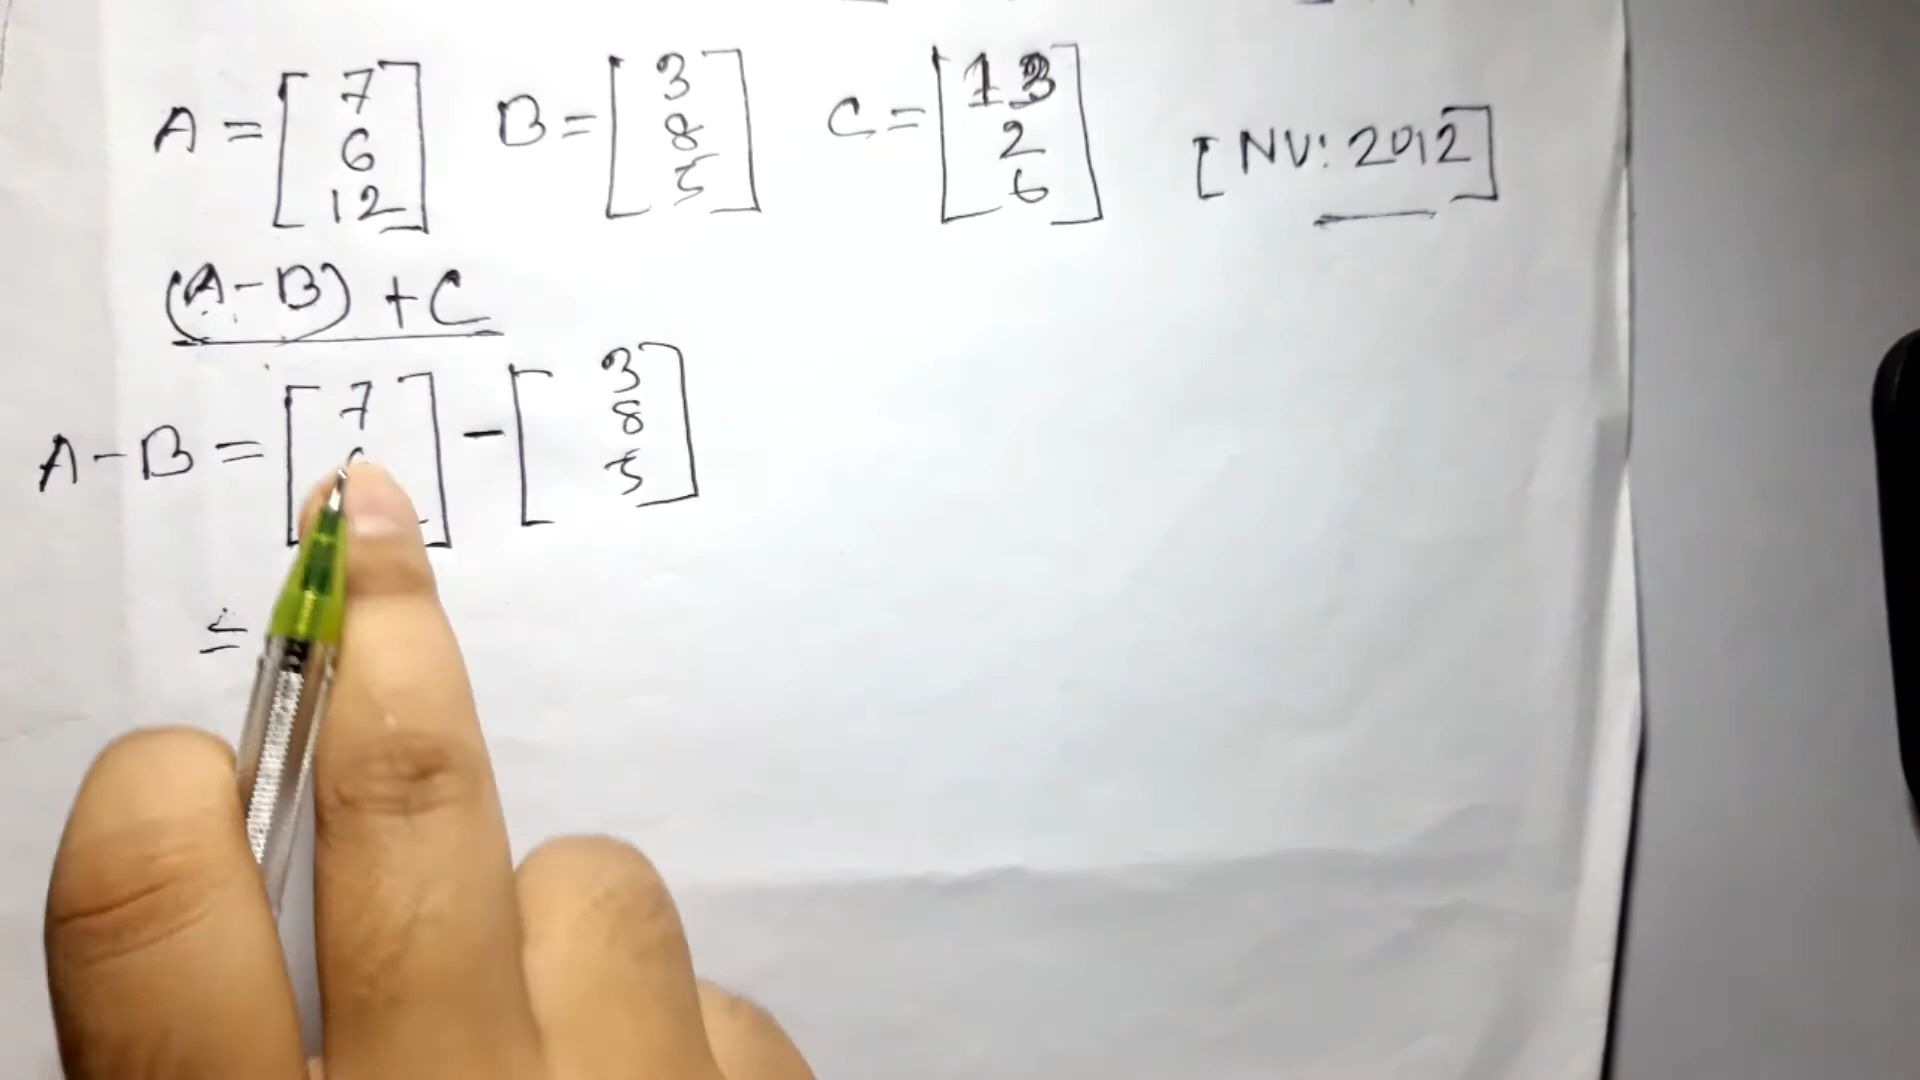 A = [ 7 6 12 ] B = [ 3 8 5 ] C = [ 13 2 6 ] [NU: 2012]
(A-B) + C
A-B = [ 7 ] - [ 3 8 5 ]
=